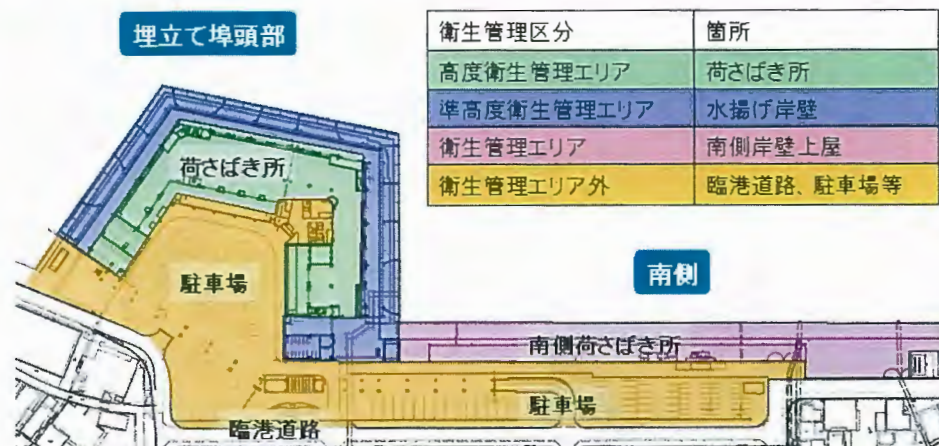 埋立て埠頭部
衛生管理区分 箇所
高度衛生管理エリア 荷さばき所
準高度衛生管理エリア 水揚げ岸壁
衛生管理エリア 南側岸壁上屋
衛生管理エリア外 臨港道路、駐車場等
荷さばき所
駐車場
南側
南側荷さばき所
駐車場
臨港道路